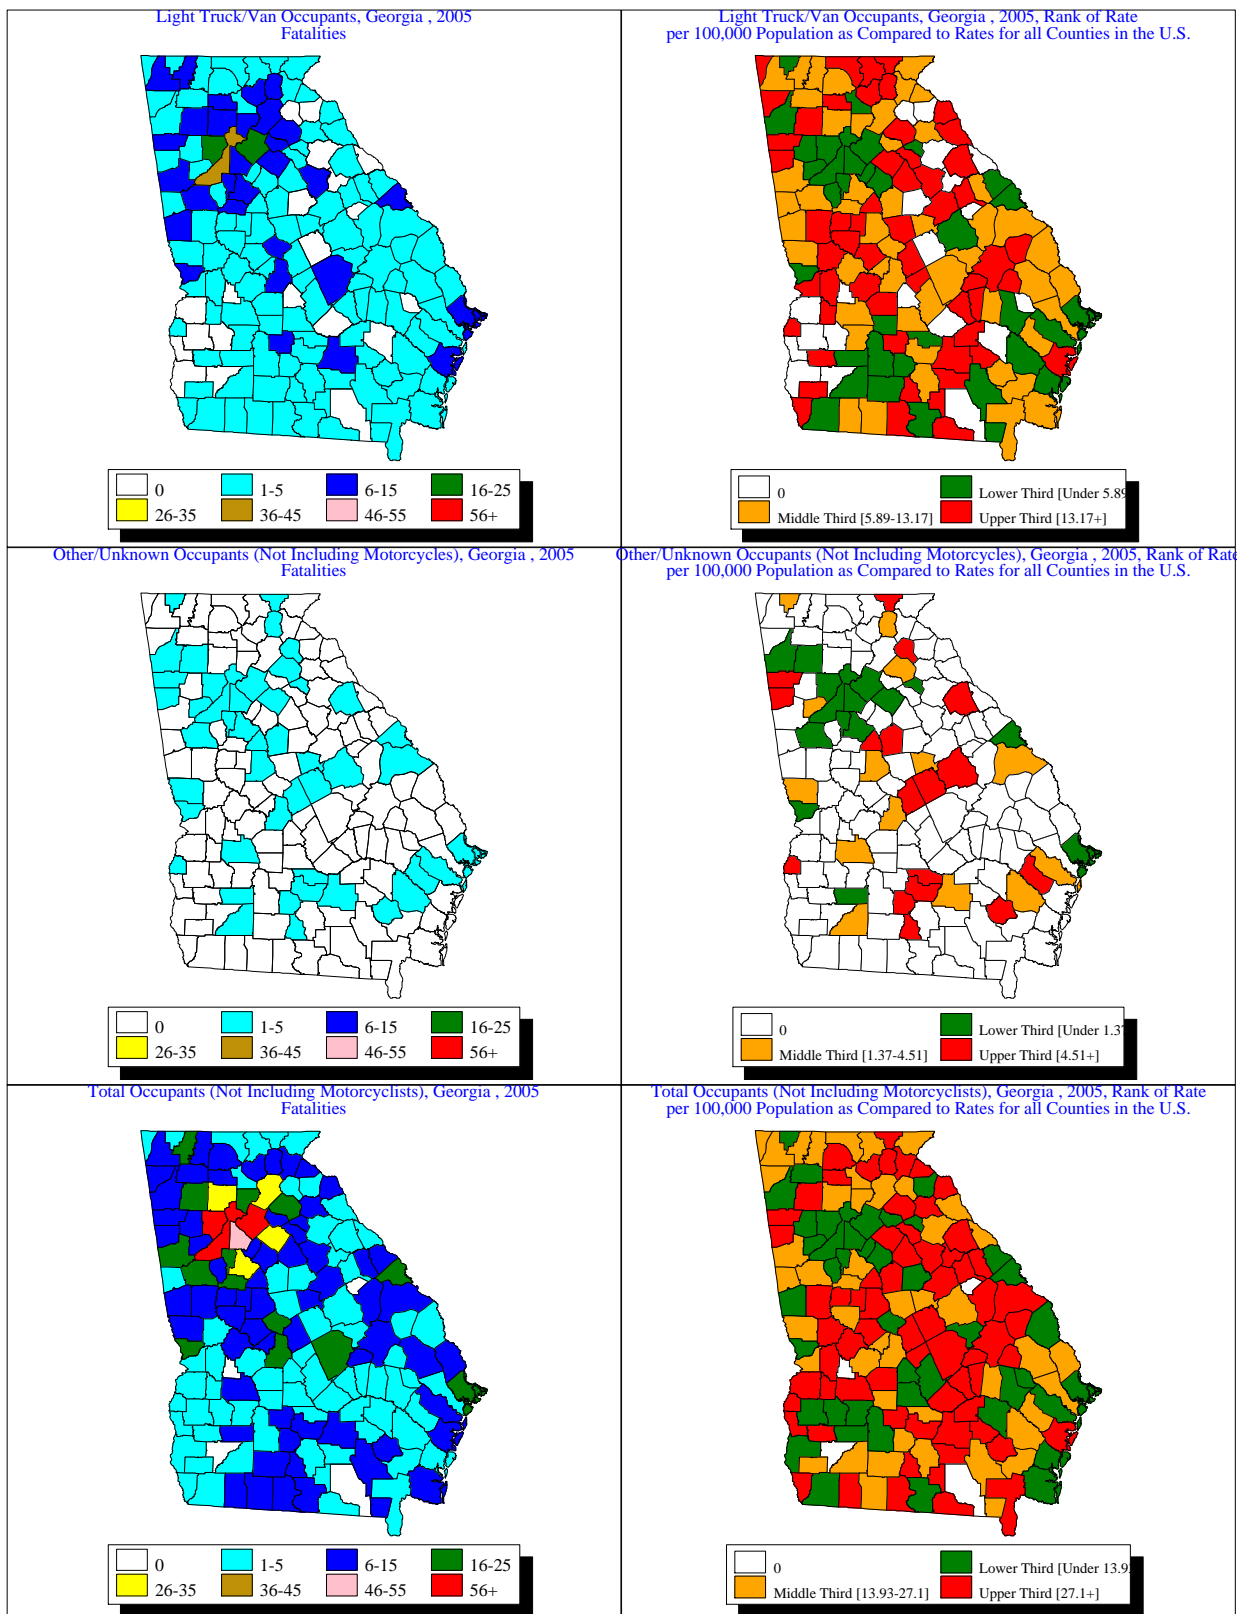 Light Truck/Van Occupants, Georgia , 2005
Fatalities
0
1-5
6-15
16-25
26-35
36-45
46-55
56+
Light Truck/Van Occupants, Georgia , 2005, Rank of Rate
per 100,000 Population as Compared to Rates for all Counties in the U.S.
0
Lower Third [Under 5.89
Middle Third [5.89-13.17]
Upper Third [13.17+]
Other/Unknown Occupants (Not Including Motorcycles), Georgia , 2005
Fatalities
0
1-5
6-15
16-25
26-35
36-45
46-55
56+
Other/Unknown Occupants (Not Including Motorcycles), Georgia , 2005, Rank of Rate
per 100,000 Population as Compared to Rates for all Counties in the U.S.
0
Lower Third [Under 1.37
Middle Third [1.37-4.51]
Upper Third [4.51+]
Total Occupants (Not Including Motorcyclists), Georgia , 2005
Fatalities
0
1-5
6-15
16-25
26-35
36-45
46-55
56+
Total Occupants (Not Including Motorcyclists), Georgia , 2005, Rank of Rate
per 100,000 Population as Compared to Rates for all Counties in the U.S.
0
Lower Third [Under 13.93
Middle Third [13.93-27.1]
Upper Third [27.1+]